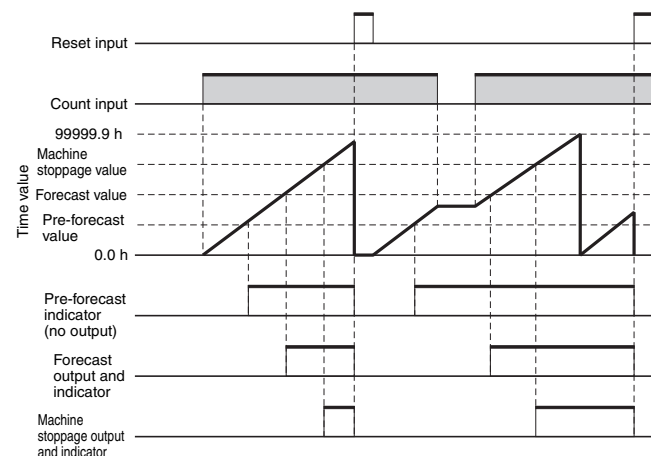 Reset input
Count input
99999.9 h
Machine
stoppage value
Forecast value
Pre-forecast
value
0.0 h
Time value
Pre-forecast
indicator
(no output)
Forecast
output and
indicator
Machine
stoppage output
and indicator